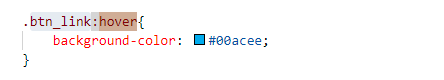 .btn_link:hover{
    background-color: #00acee;
}